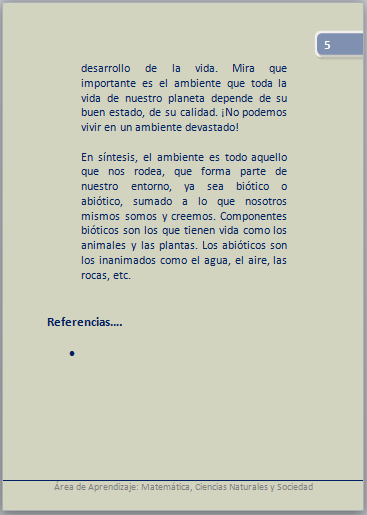 5
desarrollo de la vida. Mira que
importante es el ambiente que toda la
vida de nuestro planeta depende de su
buen estado, de su calidad. ¡No podemos
vivir en un ambiente devastado!
En síntesis, el ambiente es todo aquello
que nos rodea, que forma parte de
nuestro entorno, ya sea biótico o
abiótico, sumado a lo que nosotros
mismos somos y creemos. Componentes
bióticos son los que tienen vida como los
animales y las plantas. Los abióticos son
los inanimados como el agua, el aire, las
rocas, etc.
Referencias....
•
Área de Aprendizaje: Matemática, Ciencias Naturales y Sociedad